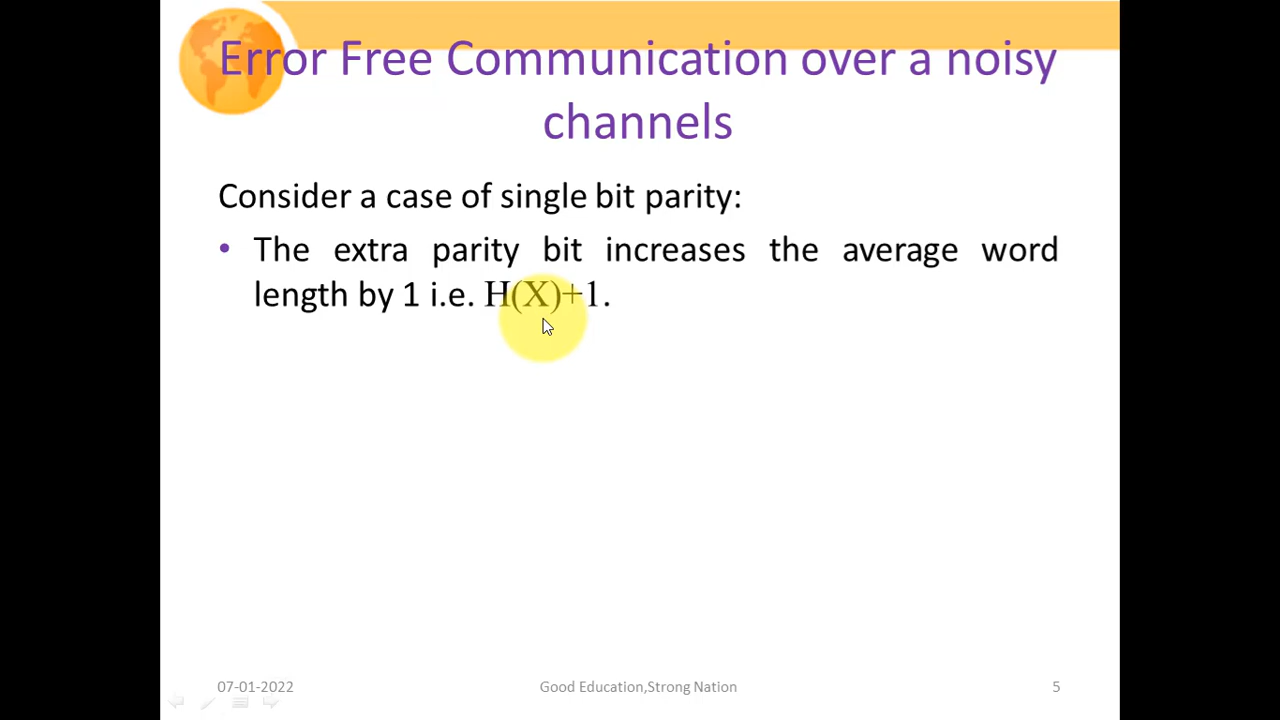 Error Free Communication over a noisy
channels
Consider a case of single bit parity:
• The extra parity bit increases the average word
length by 1 i.e. H(X)+1.
07-01-2022
Good Education,Strong Nation
5